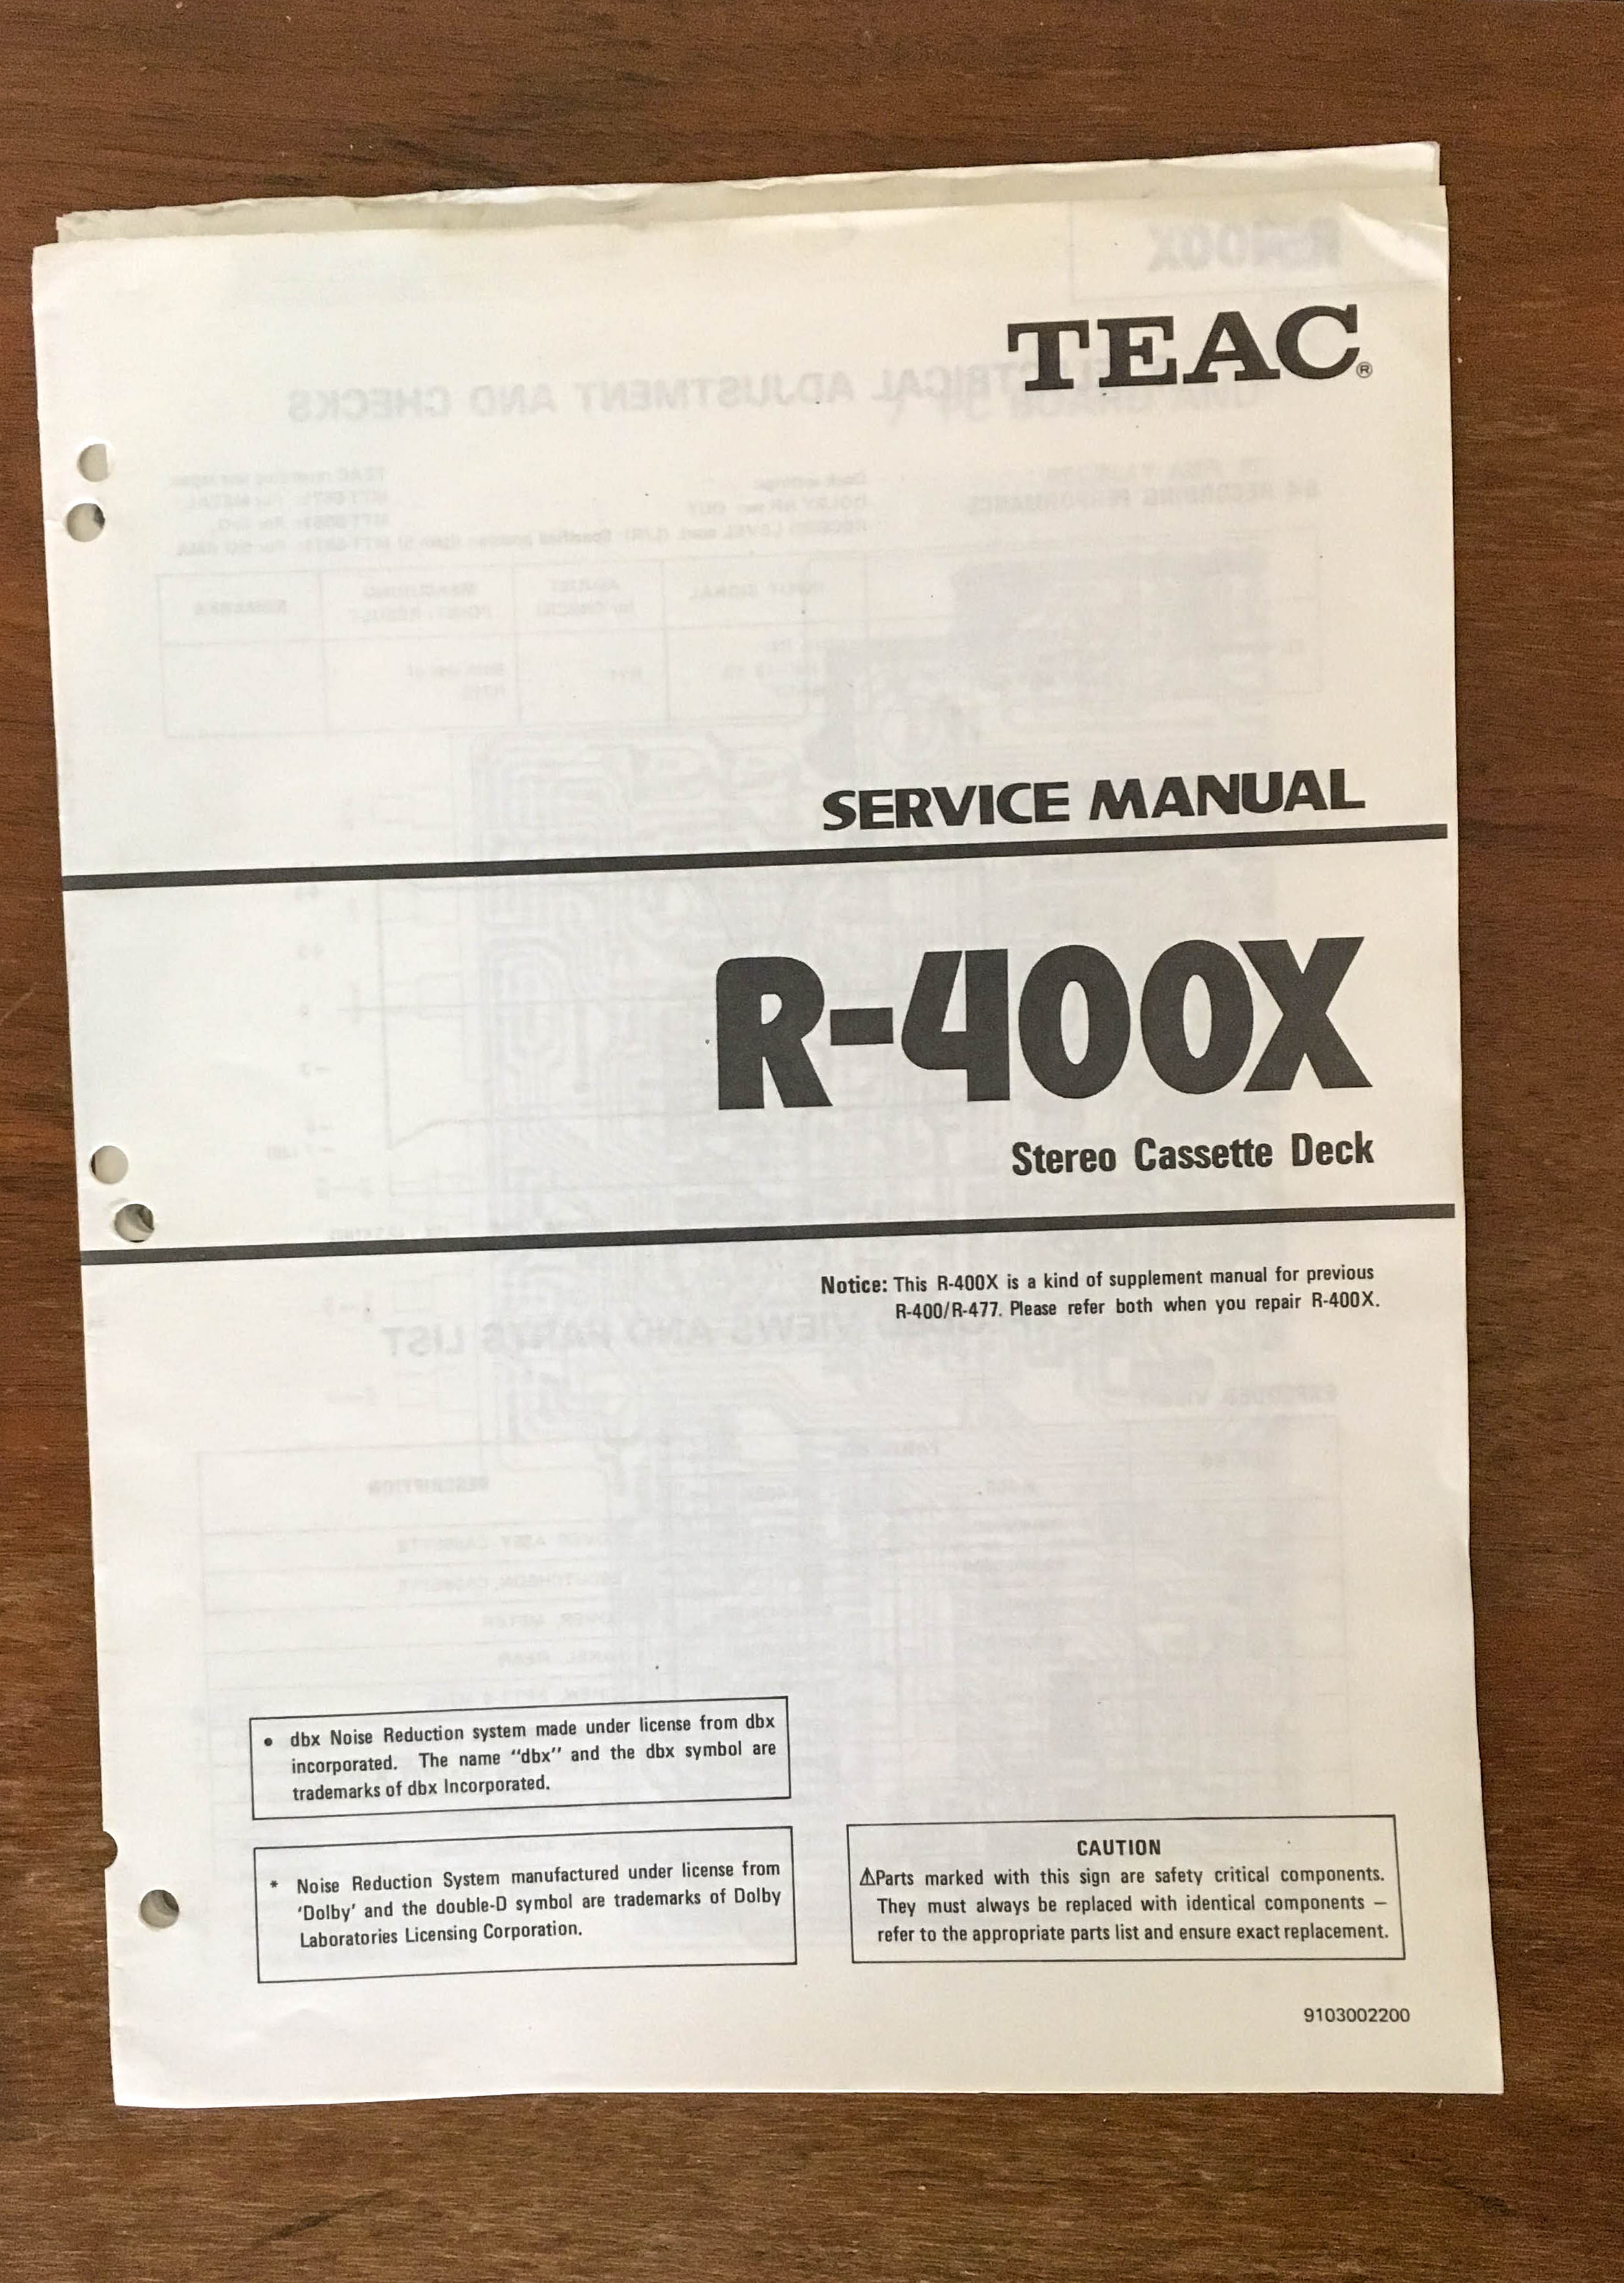 TEAC®
SERVICE MANUAL
R-400X
Stereo Cassette Deck
Notice: This R-400X is a kind of supplement manual for previous
R-400/R-477. Please refer both when you repair R-400X.
• dbx Noise Reduction system made under license from dbx
incorporated. The name "dbx" and the dbx symbol are
trademarks of dbx Incorporated.
* Noise Reduction System manufactured under license from
'Dolby' and the double-D symbol are trademarks of Dolby
Laboratories Licensing Corporation.
CAUTION
⚠Parts marked with this sign are safety critical components.
They must always be replaced with identical components —
refer to the appropriate parts list and ensure exact replacement.
9103002200